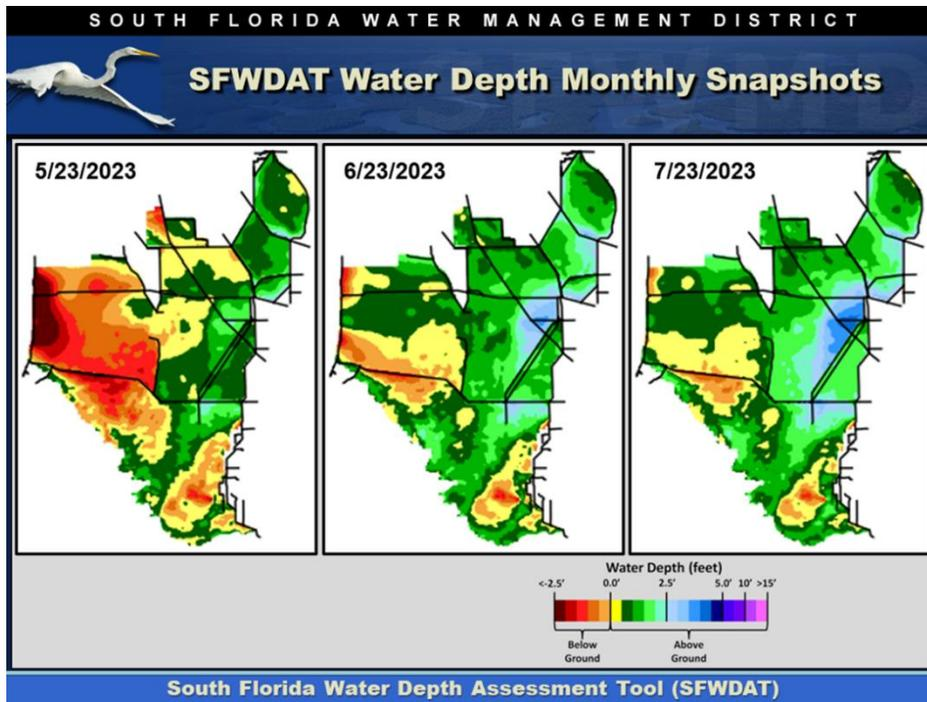 SOUTH FLORIDA WATER MANAGEMENT DISTRICT
SFWDAT Water Depth Monthly Snapshots
5/23/2023
6/23/2023
7/23/2023
Water Depth (feet)
<-2.5' 0.0' 2.5' 5.0' 10' >15'
Below Ground
Above Ground
South Florida Water Depth Assessment Tool (SFWDAT)